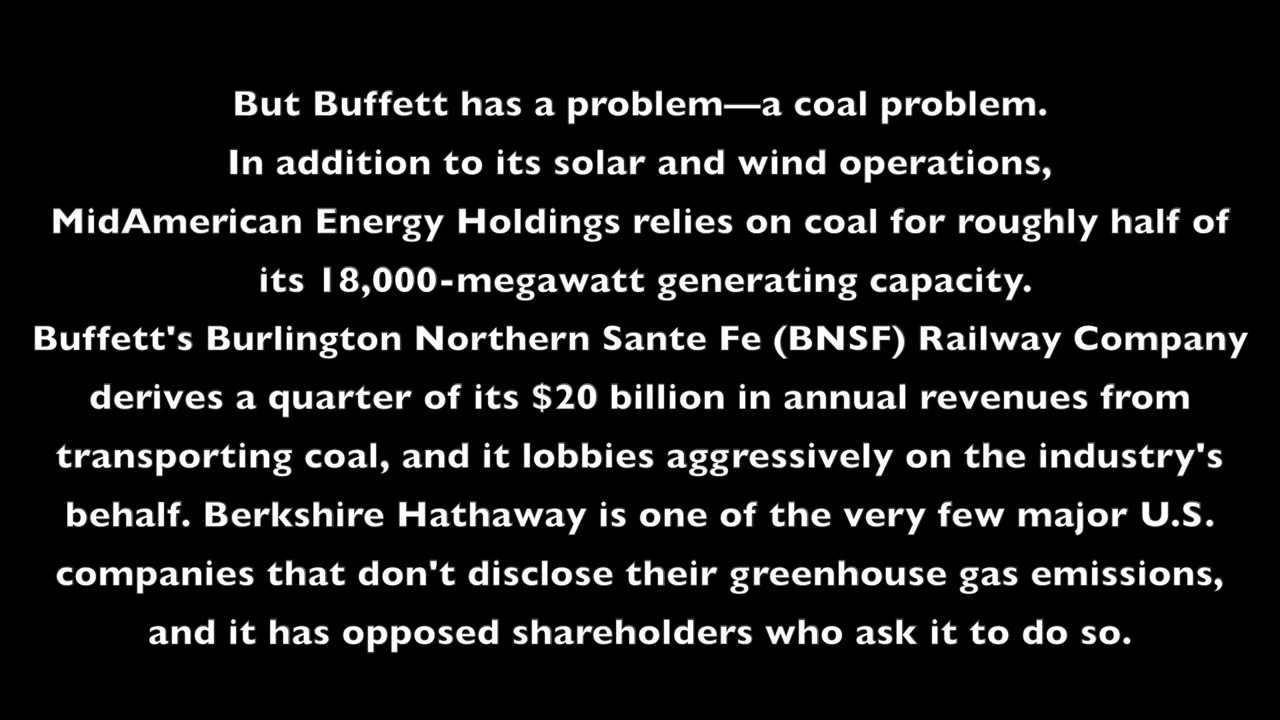 But Buffett has a problem—a coal problem.
In addition to its solar and wind operations,
MidAmerican Energy Holdings relies on coal for roughly half of
its 18,000-megawatt generating capacity.
Buffett's Burlington Northern Sante Fe (BNSF) Railway Company
derives a quarter of its $20 billion in annual revenues from
transporting coal, and it lobbies aggressively on the industry's
behalf. Berkshire Hathaway is one of the very few major U.S.
companies that don't disclose their greenhouse gas emissions,
and it has opposed shareholders who ask it to do so.